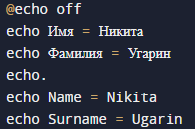 @echo off
echo Имя = Никита
echo Фамилия = Угарин
echo.
echo Name = Nikita
echo Surname = Ugarin